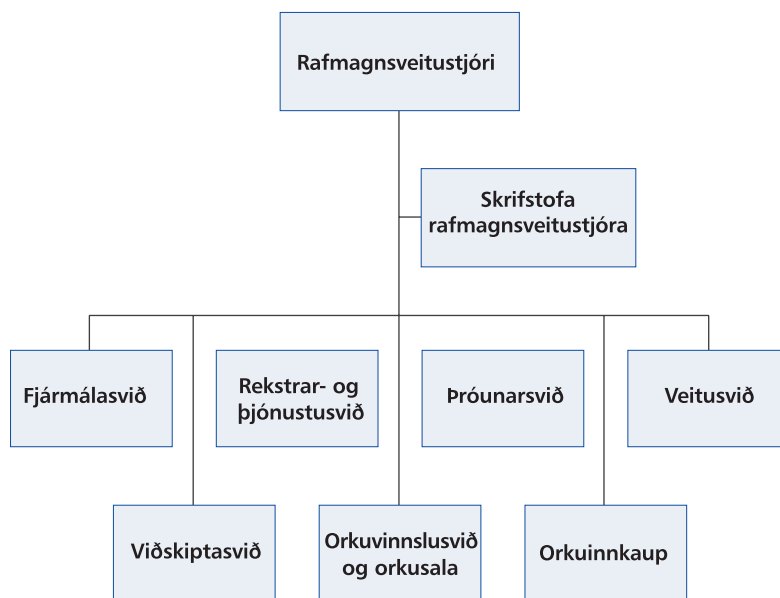 Rafmagnsveitustjóri
Skrifstofa
rafmagnsveitustjóra
Fjármálasvið
Rekstrar- og
þjónustusvið
Þróunarsvið
Veitusvið
Viðskiptasvið
Orkuvinnslusvið
og orkusala
Orkuinnkaup